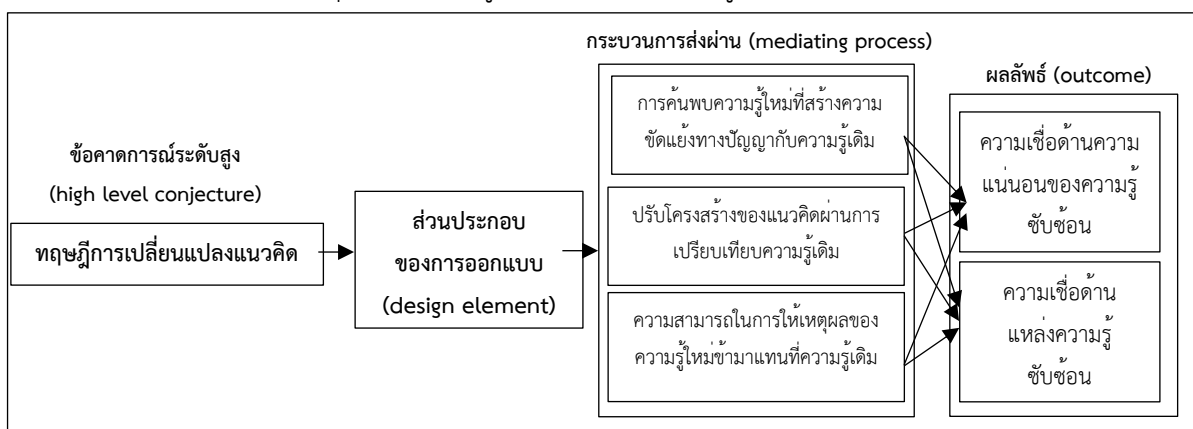 กระบวนการส่งผ่าน (mediating process)
ผลลัพธ์ (outcome)
ข้อคาดการณ์ระดับสูง
(high level conjecture)
ทฤษฎีการเปลี่ยนแปลงแนวคิด
ส่วนประกอบ
ของการออกแบบ
(design element)
การค้นพบความรู้ใหม่ที่สร้างความ
ขัดแย้งทางปัญญากับความรู้เดิม
ปรับโครงสร้างของแนวคิดผ่านการ
เปรียบเทียบความรู้เดิม
ความสามารถในการให้เหตุผลของ
ความรู้ใหม่ข้ามาแทนที่ความรู้เดิม
ความเชื่อด้านความ
แน่นอนของความรู้
ซับซ้อน
ความเชื่อด้าน
แหล่งความรู้
ซับซ้อน